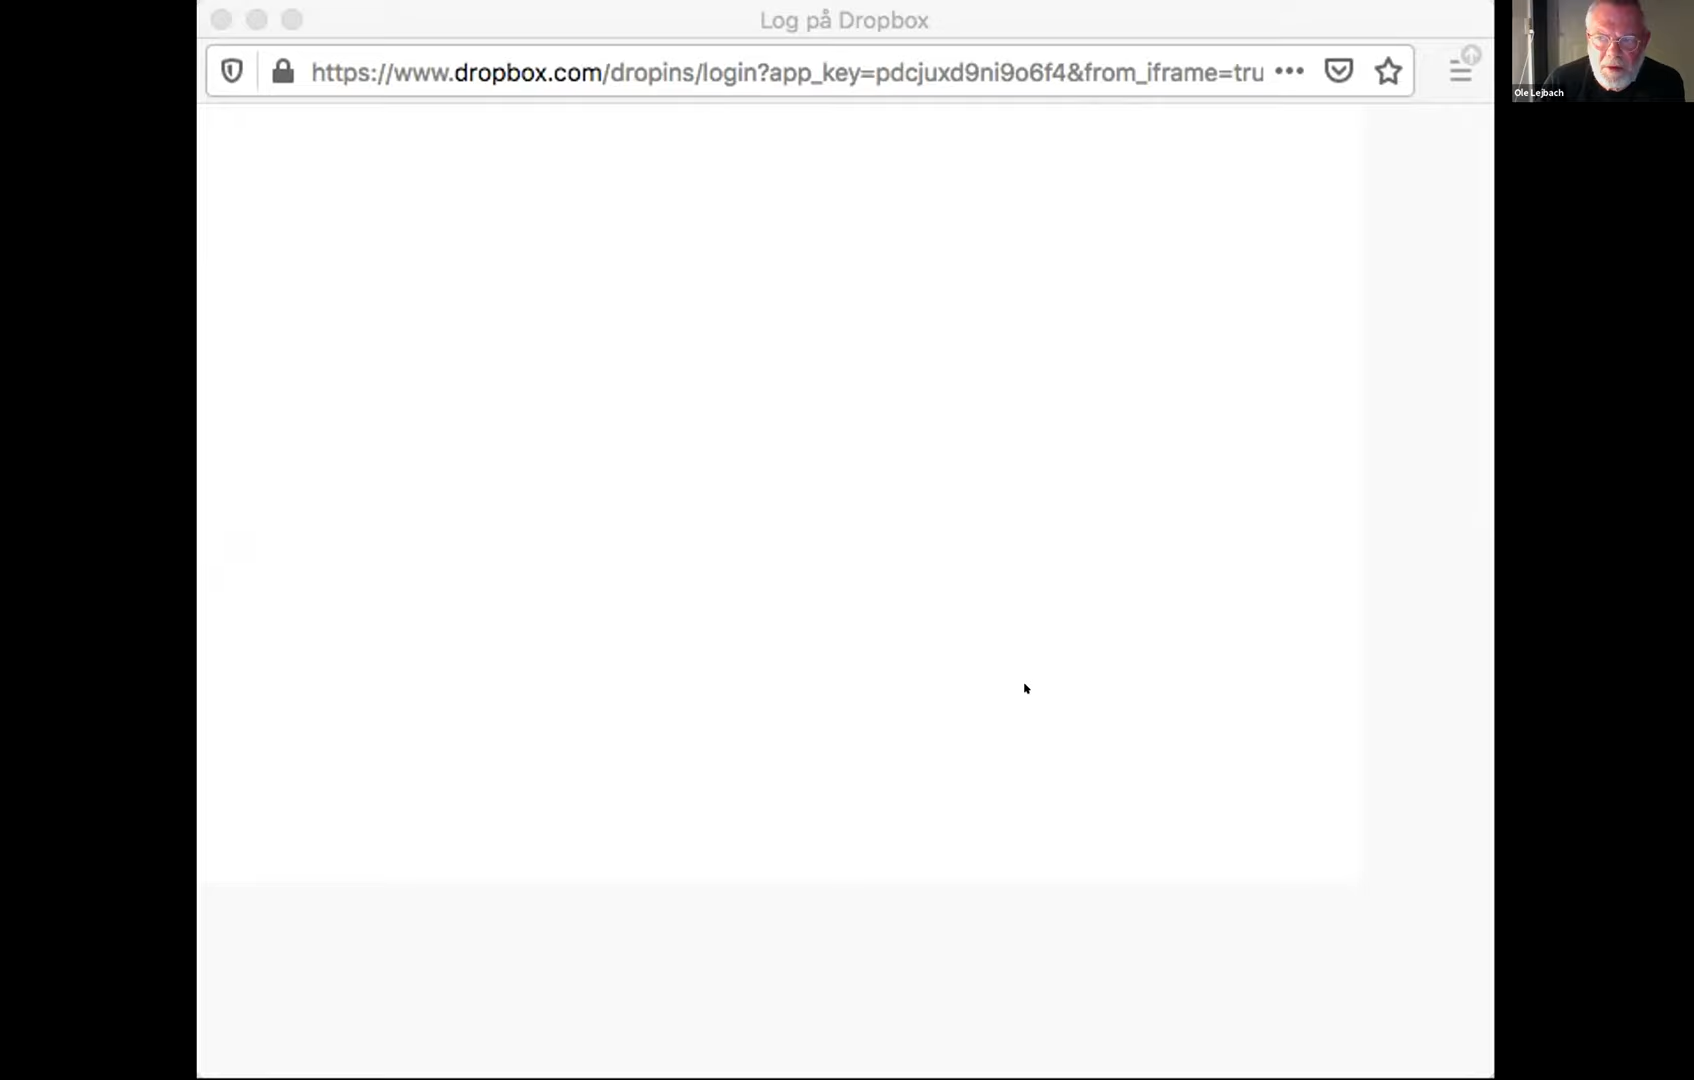 Log på Dropbox
https://www.dropbox.com/dropins/login?app_key=pdcjuxd9ni9o6f4&from_iframe=tru
Ole Lejbach